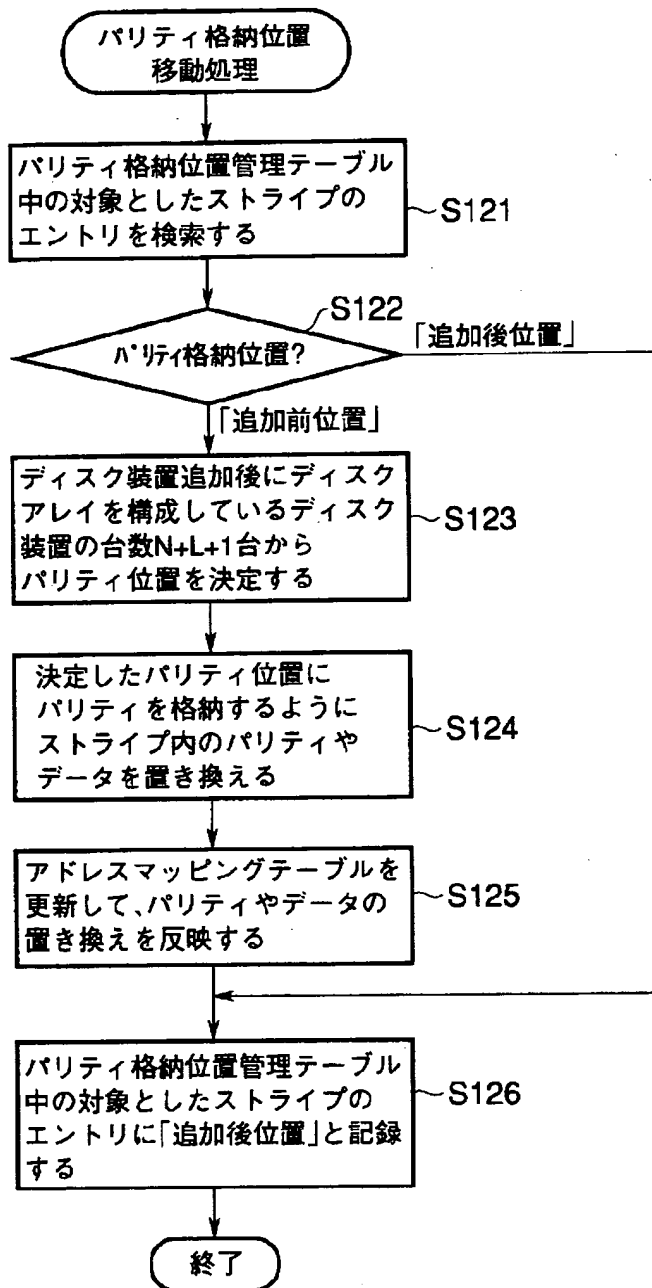 パリティ格納位置
移動処理
パリティ格納位置管理テーブル
中の対象としたストライプの
エントリを検索する
S121
S122
パリティ格納位置?
「追加後位置」
「追加前位置」
ディスク装置追加後にディスク
アレイを構成しているディスク
装置の台数N+L+1台から
パリティ位置を決定する
S123
決定したパリティ位置に
パリティを格納するように
ストライプ内のパリティや
データを置き換える
S124
アドレスマッピングテーブルを
更新して、パリティやデータの
置き換えを反映する
S125
パリティ格納位置管理テーブル
中の対象としたストライプの
エントリに「追加後位置」と記録
する
S126
終了